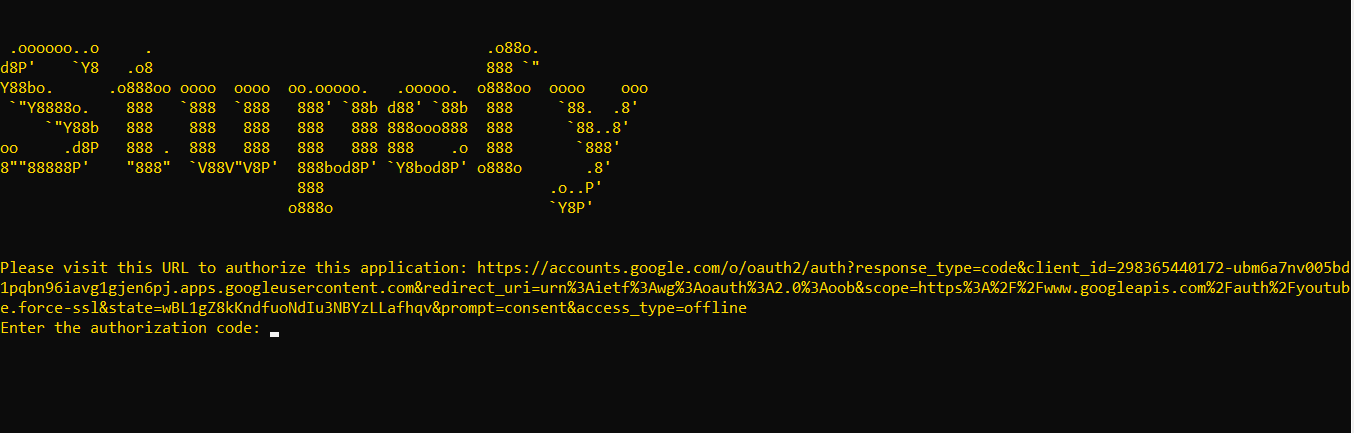 .oooooo..o     .                                     .o88o.
d8P'    `Y8   .o8                                     888 `"
Y88bo.      .o888oo oooo  oooo  oo.ooooo.   .ooooo.  o888oo  oooo    ooo
 `"Y8888o.    888   `888  `888   888' `88b d88' `88b  888     `88.  .8'
     `"Y88b   888    888   888   888   888 888ooo888  888      `88..8'
oo     .d8P   888 .  888   888   888   888 888    .o  888       `888'
8""88888P'    "888"  `V88V"V8P'  888bod8P' `Y8bod8P' o888o       .8'
                                 888                         .o..P'
                                o888o                        `Y8P'
Please visit this URL to authorize this application: https://accounts.google.com/o/oauth2/auth?response_type=code&client_id=298365440172-ubm6a7nv005bd
1pqbn96iavg1gjen6pj.apps.googleusercontent.com&redirect_uri=urn%3Aietf%3Awg%3Aoauth%3A2.0%3Aoob&scope=https%3A%2F%2Fwww.googleapis.com%2Fauth%2Fyoutub
e.force-ssl&state=wBL1gZ8kKndfuoNdIu3NBYzLLafhqv&prompt=consent&access_type=offline
Enter the authorization code: